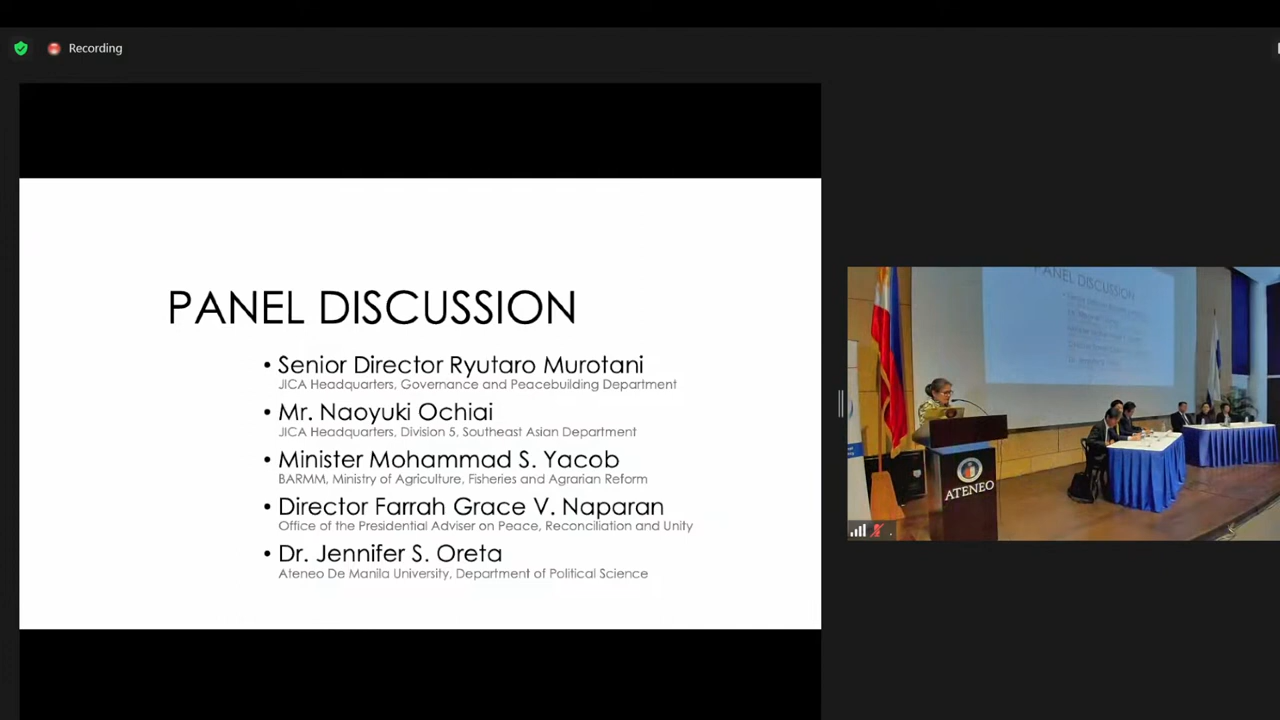 Recording
PANEL DISCUSSION
• Senior Director Ryutaro Murotani
JICA Headquarters, Governance and Peacebuilding Department
• Mr. Naoyuki Ochiai
JICA Headquarters, Division 5, Southeast Asian Department
• Minister Mohammad S. Yacob
BARMM, Ministry of Agriculture, Fisheries and Agrarian Reform
• Director Farrah Grace V. Naparan
Office of the Presidential Adviser on Peace, Reconciliation and Unity
• Dr. Jennifer S. Oreta
Ateneo De Manila University, Department of Political Science
PANEL DISCUSSION
ATENEO